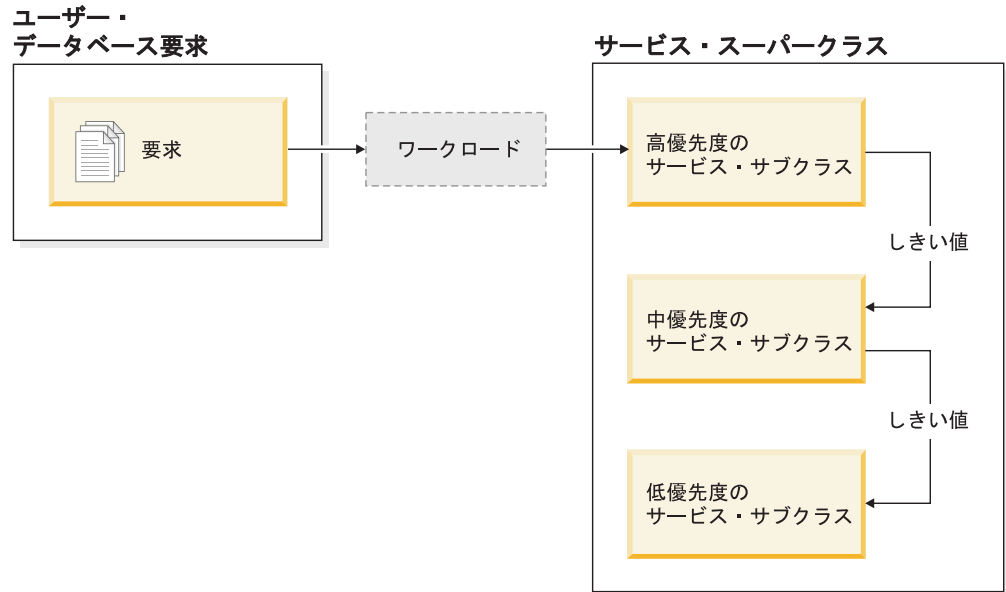 ユーザー・
データベース要求
要求
ワークロード
サービス・スーパークラス
高優先度の
サービス・サブクラス
しきい値
中優先度の
サービス・サブクラス
しきい値
低優先度の
サービス・サブクラス